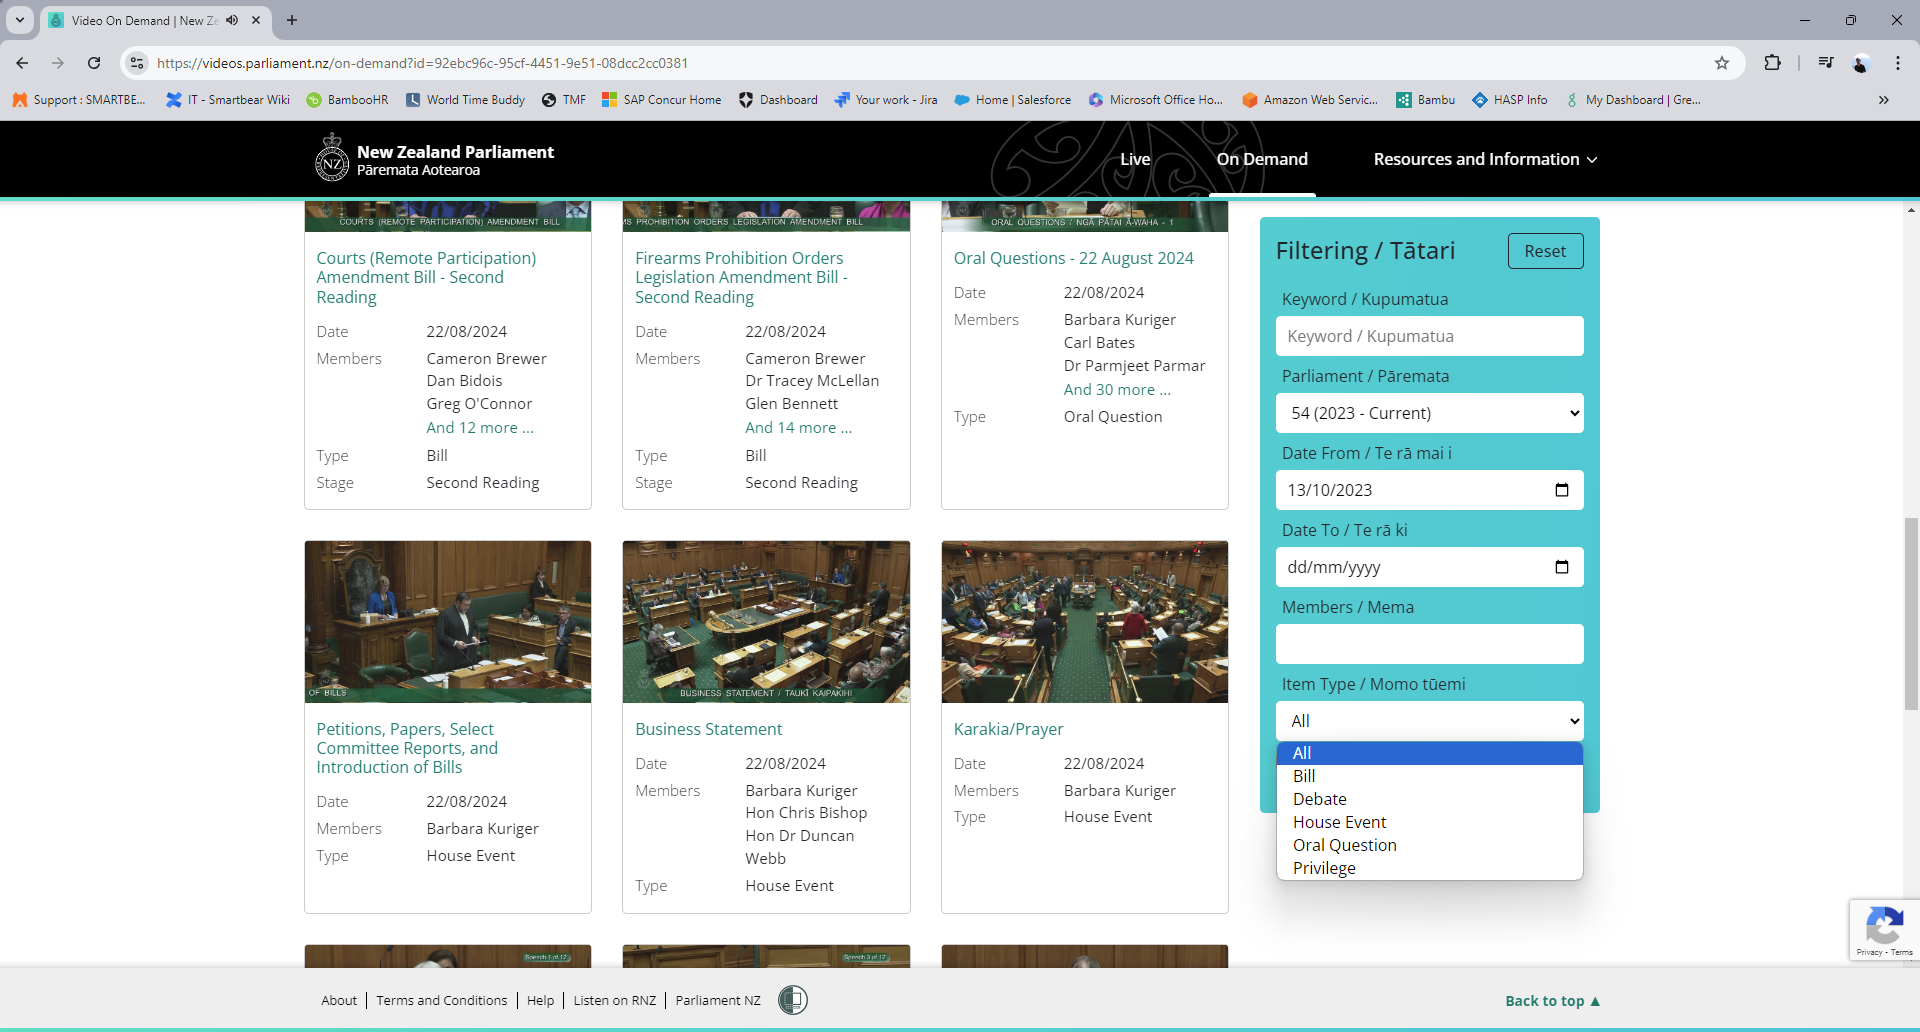 Video On Demand | New Ze
https://videos.parliament.nz/on-demand?id=92ebc96c-95cf-4451-9e51-08dcc2cc0381
Support : SMARTBE...
IT - Smartbear Wiki
BambooHR
World Time Buddy
TMF
SAP Concur Home
Dashboard
Your work - Jira
Home | Salesforce
Microsoft Office Ho...
Amazon Web Servic...
Bambu
HASP Info
My Dashboard | Gre...
»
NZ
New Zealand Parliament
Pāremata Aotearoa
Live
On Demand
Resources and Information
COURTS (REMOTE PARTICIPATION) AMENDMENT BILL
Courts (Remote Participation)
Amendment Bill - Second
Reading
Date 22/08/2024
Members Cameron Brewer
Dan Bidois
Greg O'Connor
And 12 more ...
Type Bill
Stage Second Reading
MS PROHIBITION ORDERS LEGISLATION AMENDMENT BILL
Firearms Prohibition Orders
Legislation Amendment Bill -
Second Reading
Date 22/08/2024
Members Cameron Brewer
Dr Tracey McLellan
Glen Bennett
And 14 more ...
Type Bill
Stage Second Reading
ORAL QUESTIONS / NGĀ PĀTAI Ā-WAHA - 1
Oral Questions - 22 August 2024
Date 22/08/2024
Members Barbara Kuriger
Carl Bates
Dr Parmjeet Parmar
And 30 more ...
Type Oral Question
OF BILLS
Petitions, Papers, Select
Committee Reports, and
Introduction of Bills
Date 22/08/2024
Members Barbara Kuriger
Type House Event
BUSINESS STATEMENT / TAUKĪ KAIPAKIHI
Business Statement
Date 22/08/2024
Members Barbara Kuriger
Hon Chris Bishop
Hon Dr Duncan
Webb
Type House Event
Karakia/Prayer
Date 22/08/2024
Members Barbara Kuriger
Type House Event
Speech 1 of 12
Speech 3 of 12
Filtering / Tātari
Reset
Keyword / Kupumatua
Keyword / Kupumatua
Parliament / Pāremata
54 (2023 - Current)
Date From / Te rā mai i
13/10/2023
Date To / Te rā ki
dd/mm/yyyy
Members / Mema
Item Type / Momo tūemi
All
All
Bill
Debate
House Event
Oral Question
Privilege
Privacy - Terms
About
Terms and Conditions
Help
Listen on RNZ
Parliament NZ
Back to top ▲